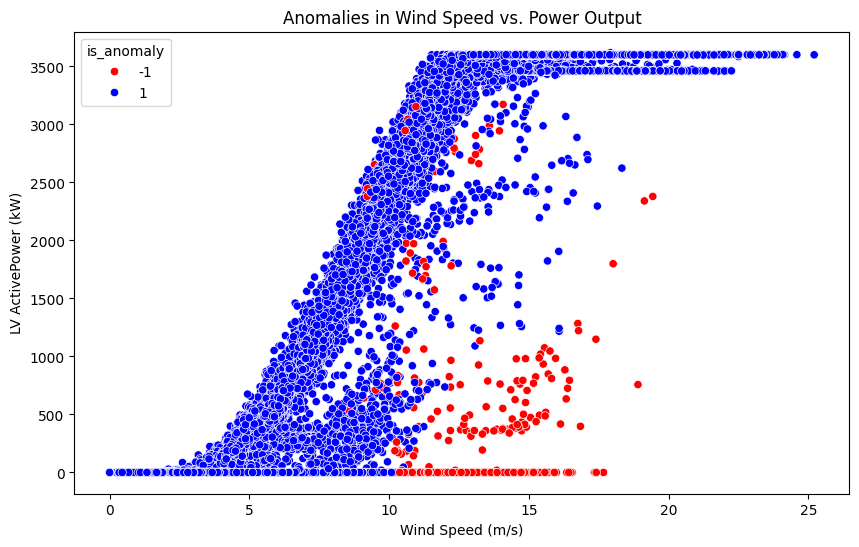 Anomalies in Wind Speed vs. Power Output
is_anomaly
-1
1
LV ActivePower (kW)
3500
3000
2500
2000
1500
1000
500
0
0 5 10 15 20 25
Wind Speed (m/s)